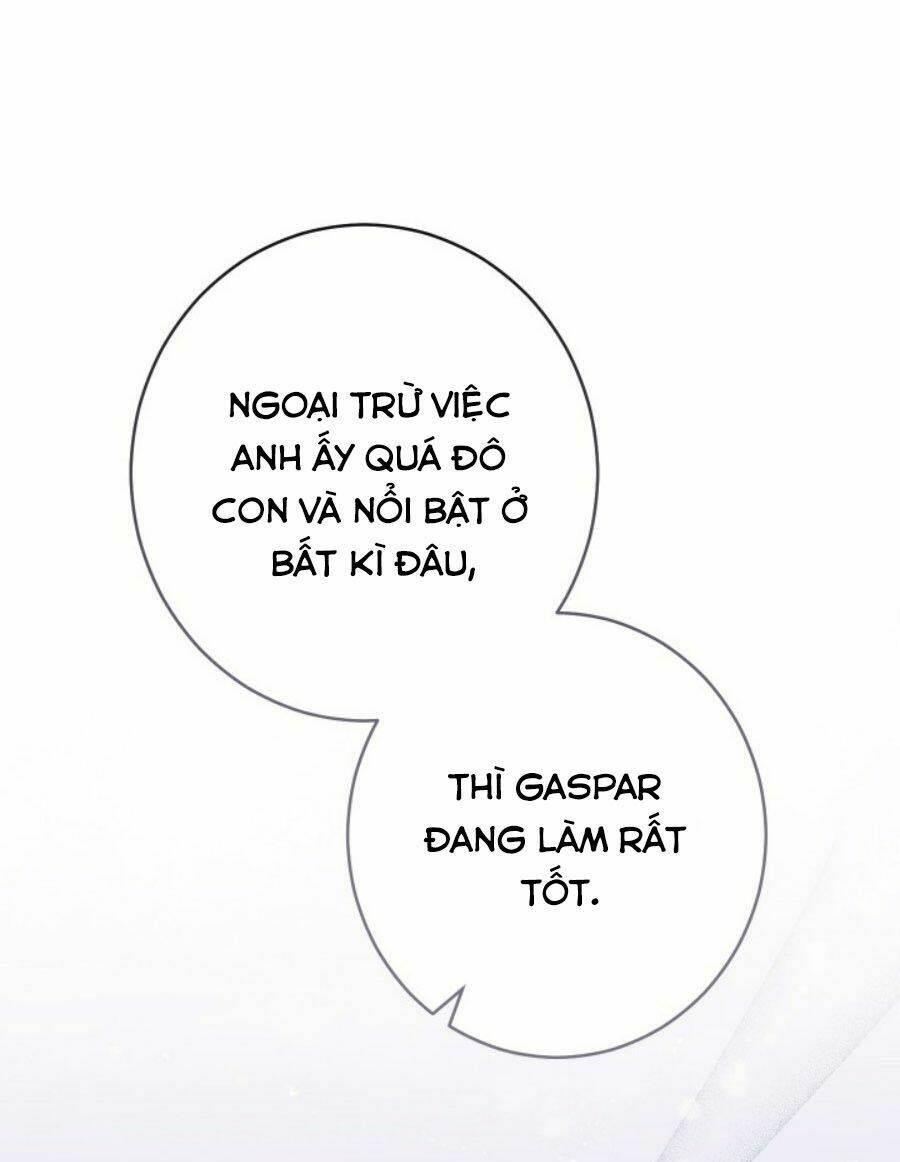 NGOẠI TRỪ VIỆC
ANH ẤY QUÁ ĐÔ
CON VÀ NỔI BẬT Ở
BẤT KÌ ĐÂU,
THÌ GASPAR
ĐANG LÀM RẤT
TỐT.